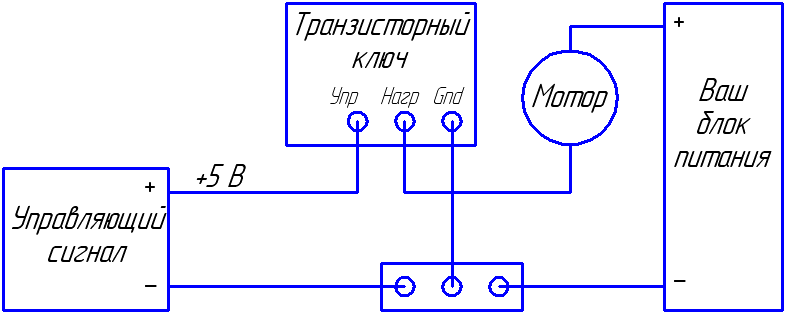 Транзисторный
ключ
Упр Нагр Gnd
Мотор
+
Ваш
блок
питания
−
+5 В
+
Управляющий
сигнал
−